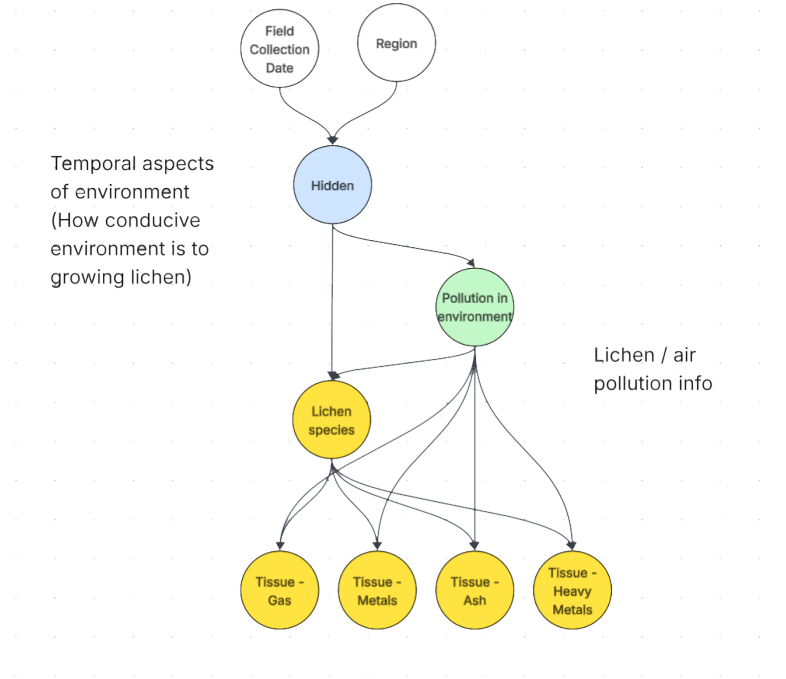 Field
Collection
Date
Region
Temporal aspects
of environment
(How conducive
environment is to
growing lichen)
Hidden
Pollution in
environment
Lichen / air
pollution info
Lichen
species
Tissue -
Gas
Tissue -
Metals
Tissue -
Ash
Tissue -
Heavy
Metals